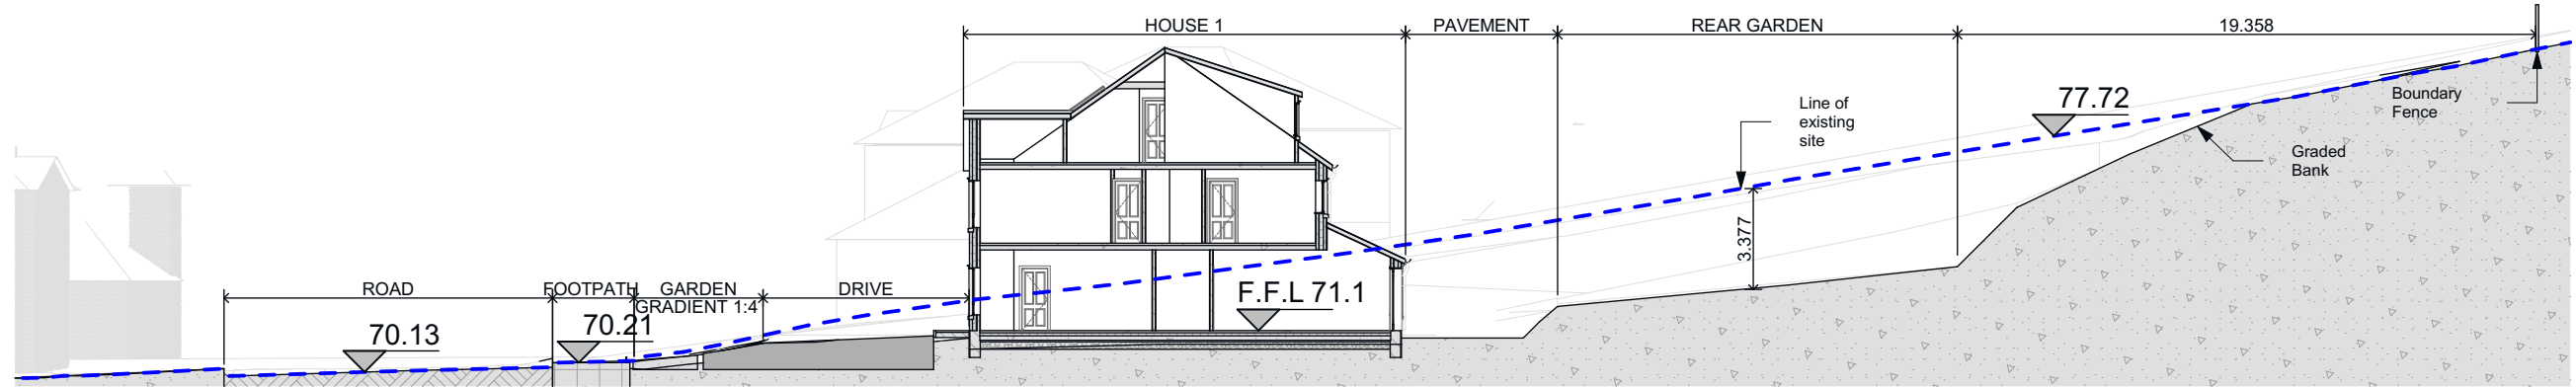 HOUSE 1
PAVEMENT
REAR GARDEN
19.358
Line of
existing
site
77.72
Boundary
Fence
Graded
Bank
3.377
ROAD
FOOTPATH
GARDEN
GRADIENT 1:4
DRIVE
F.F.L 71.1
70.13
70.21